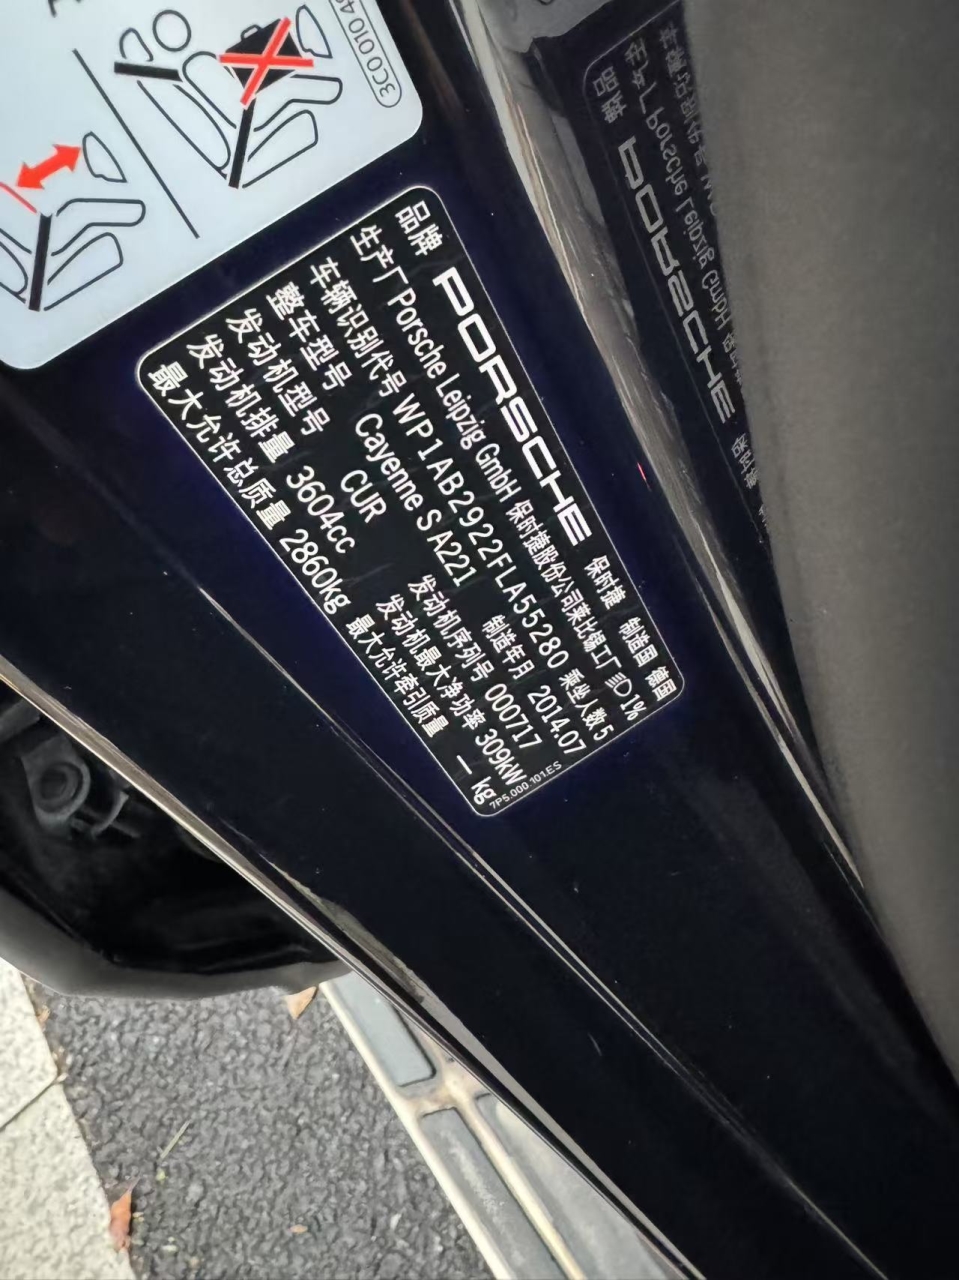 3C0 010 4
品牌 PORSCHE 保时捷 制造国 德国
生产厂 Porsche Leipzig GmbH 保时捷股份公司莱比锡工厂 D1%
车辆识别代号 WP1AB2922FLA55280 乘坐人数 5
整车型号 Cayenne S A221 制造年月 2014.07
发动机型号 CUR 发动机序列号 000717
发动机排量 3604cc 发动机最大净功率 309kW
最大允许总质量 2860kg 最大允许牵引质量 — kg
7P5.000.101.ES